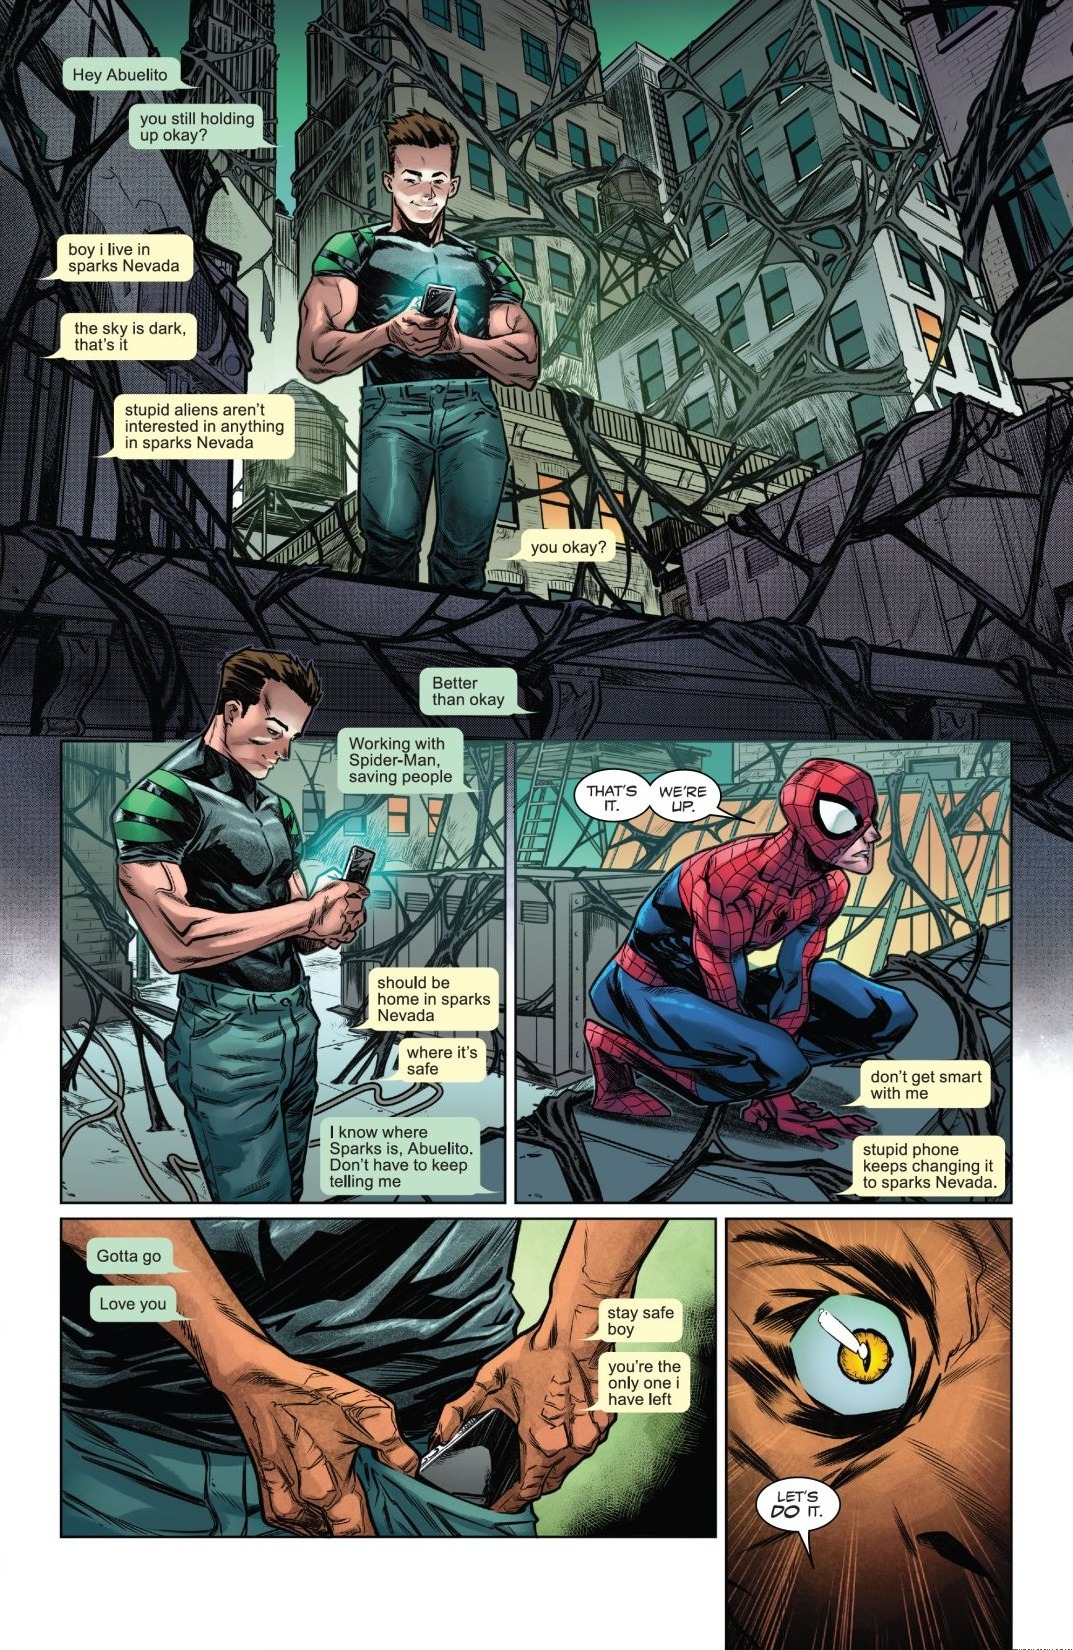 Hey Abuelito
you still holding
up okay?
boy i live in
sparks Nevada
the sky is dark,
that's it
stupid aliens aren't
interested in anything
in sparks Nevada
you okay?
Better
than okay
Working with
Spider-Man,
saving people
should be
home in sparks
Nevada
where it's
safe
I know where
Sparks is, Abuelito.
Don't have to keep
telling me
THAT'S
IT.
WE'RE
UP.
don't get smart
with me
stupid phone
keeps changing it
to sparks Nevada.
Gotta go
Love you
stay safe
boy
you're the
only one i
have left
LET'S
DO IT.